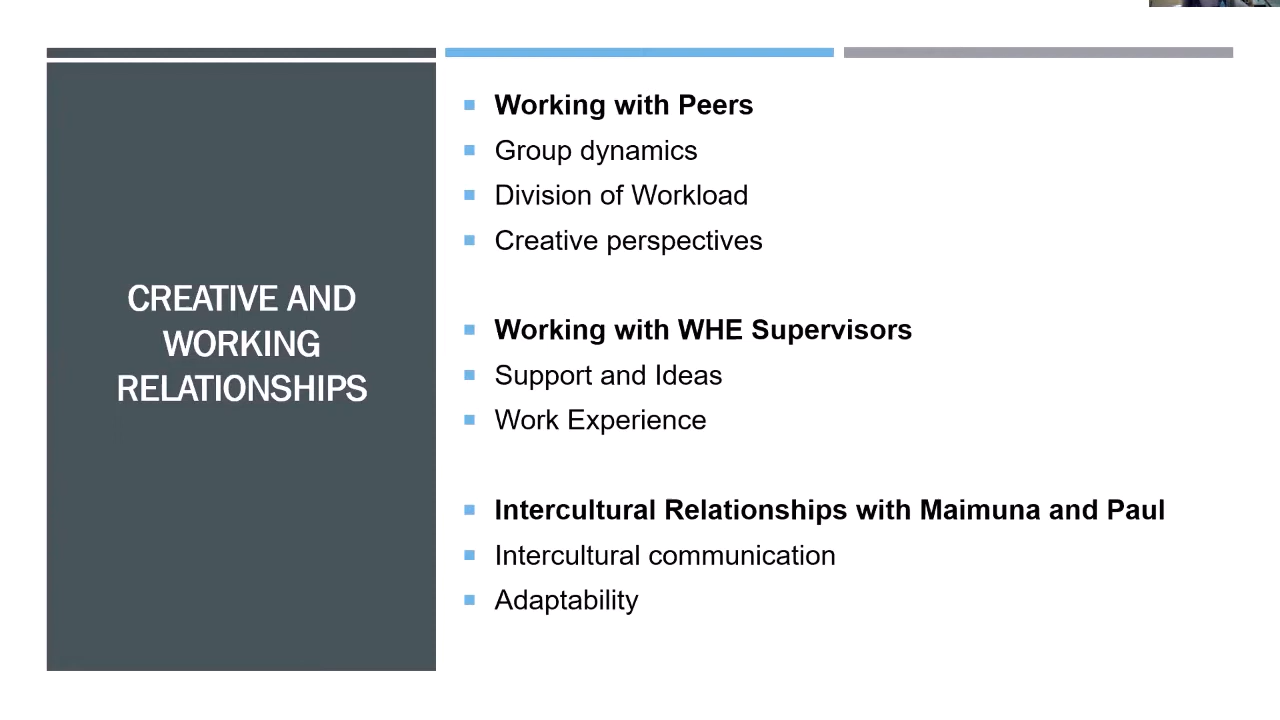 CREATIVE AND
WORKING
RELATIONSHIPS
Working with Peers
Group dynamics
Division of Workload
Creative perspectives
Working with WHE Supervisors
Support and Ideas
Work Experience
Intercultural Relationships with Maimuna and Paul
Intercultural communication
Adaptability